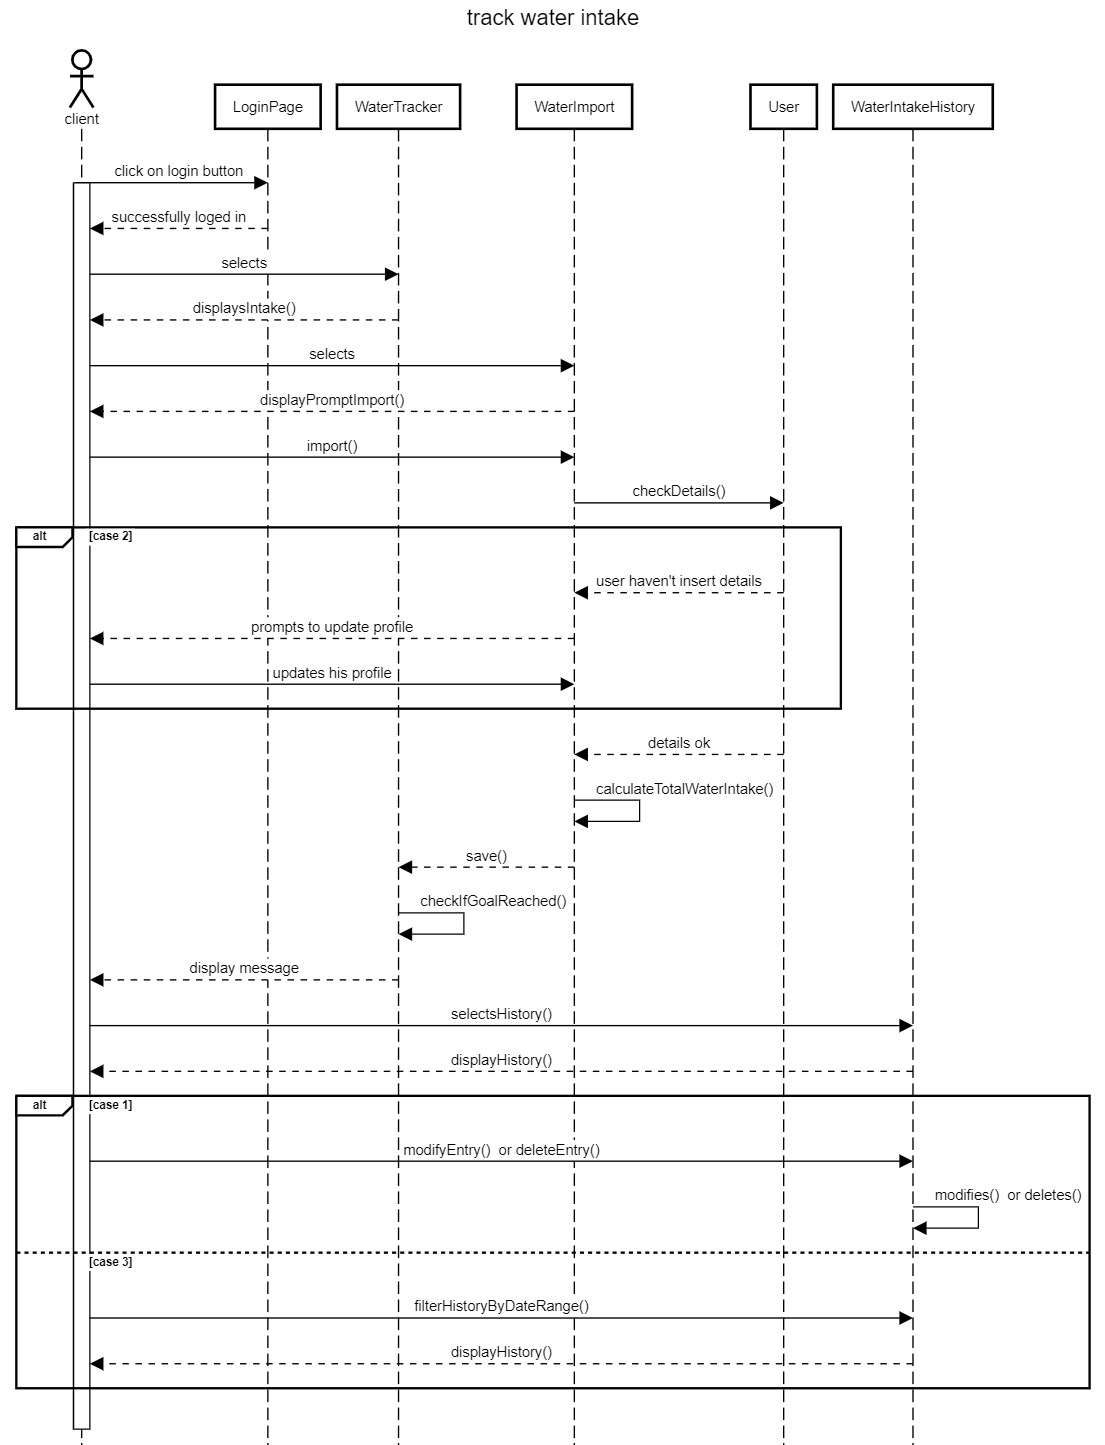 track water intake
client
LoginPage
WaterTracker
WaterImport
User
WaterIntakeHistory
click on login button
successfully loged in
selects
displaysIntake()
selects
displayPromptImport()
import()
checkDetails()
alt
[case 2]
user haven't insert details
prompts to update profile
updates his profile
details ok
calculateTotalWaterIntake()
save()
checkIfGoalReached()
display message
selectsHistory()
displayHistory()
alt
[case 1]
modifyEntry()  or deleteEntry()
modifies()  or deletes()
[case 3]
filterHistoryByDateRange()
displayHistory()